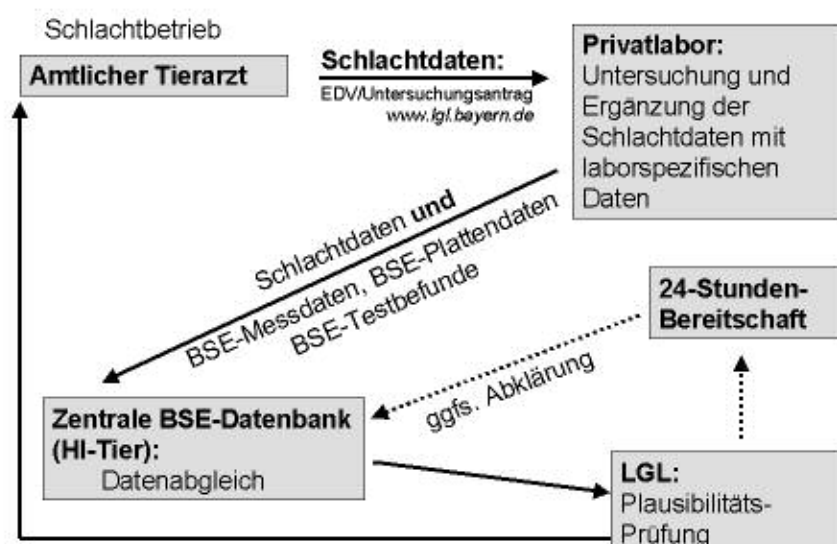 Schlachtbetrieb
Amtlicher Tierarzt
Schlachtdaten:
EDV/Untersuchungsantrag
www.lgl.bayern.de
Privatlabor:
Untersuchung und
Ergänzung der
Schlachtdaten mit
laborspezifischen
Daten
Schlachtdaten und
BSE-Messdaten, BSE-Plattendaten
BSE-Testbefunde
24-Stunden-
Bereitschaft
ggfs. Abklärung
Zentrale BSE-Datenbank
(HI-Tier):
Datenabgleich
LGL:
Plausibilitäts-
Prüfung